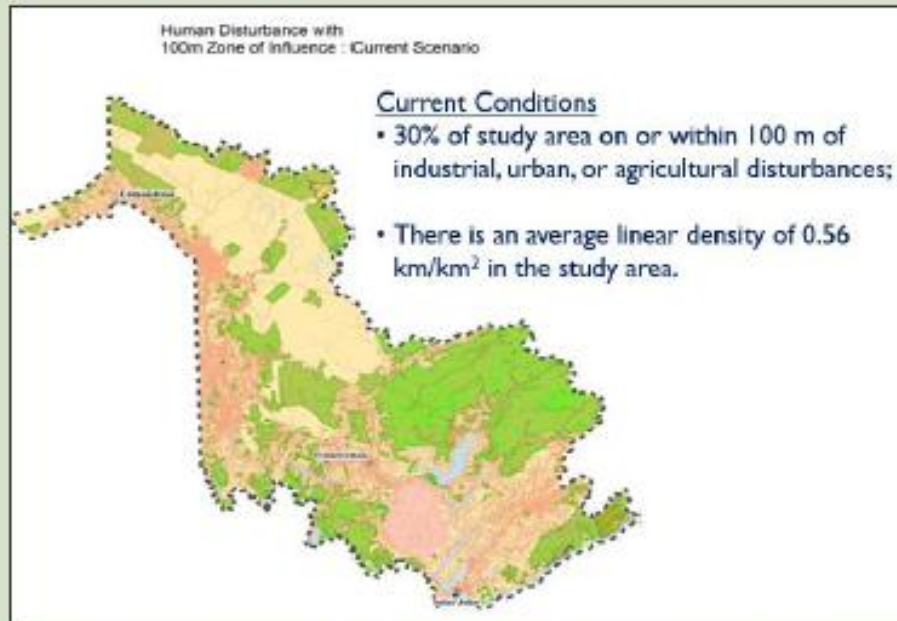 Human Disturbance with
100m Zone of Influence : Current Scenario
Current Conditions
• 30% of study area on or within 100 m of
industrial, urban, or agricultural disturbances;
• There is an average linear density of 0.56
km/km² in the study area.